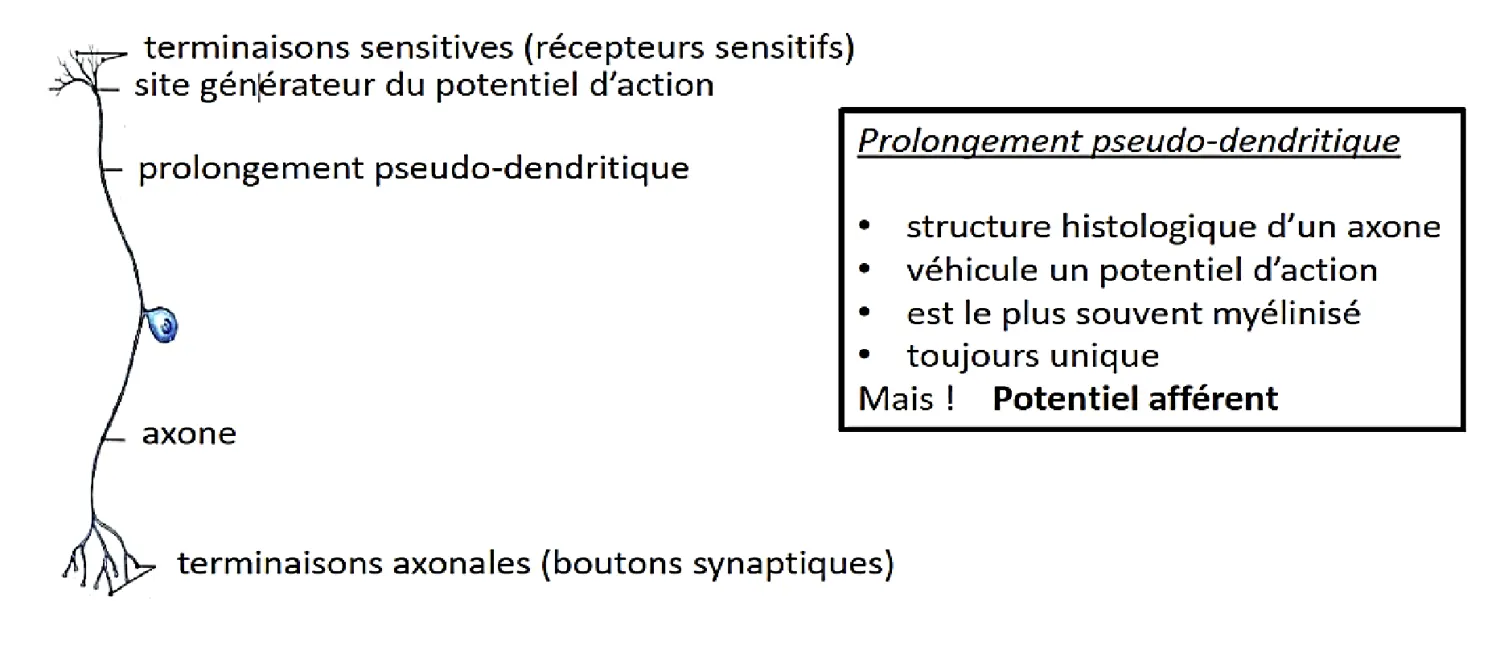 terminaisons sensitives (récepteurs sensitifs)
site générateur du potentiel d'action
prolongement pseudo-dendritique
axone
terminaisons axonales (boutons synaptiques)
Prolongement pseudo-dendritique
• structure histologique d'un axone
• véhicule un potentiel d'action
• est le plus souvent myélinisé
• toujours unique
Mais ! Potentiel afférent